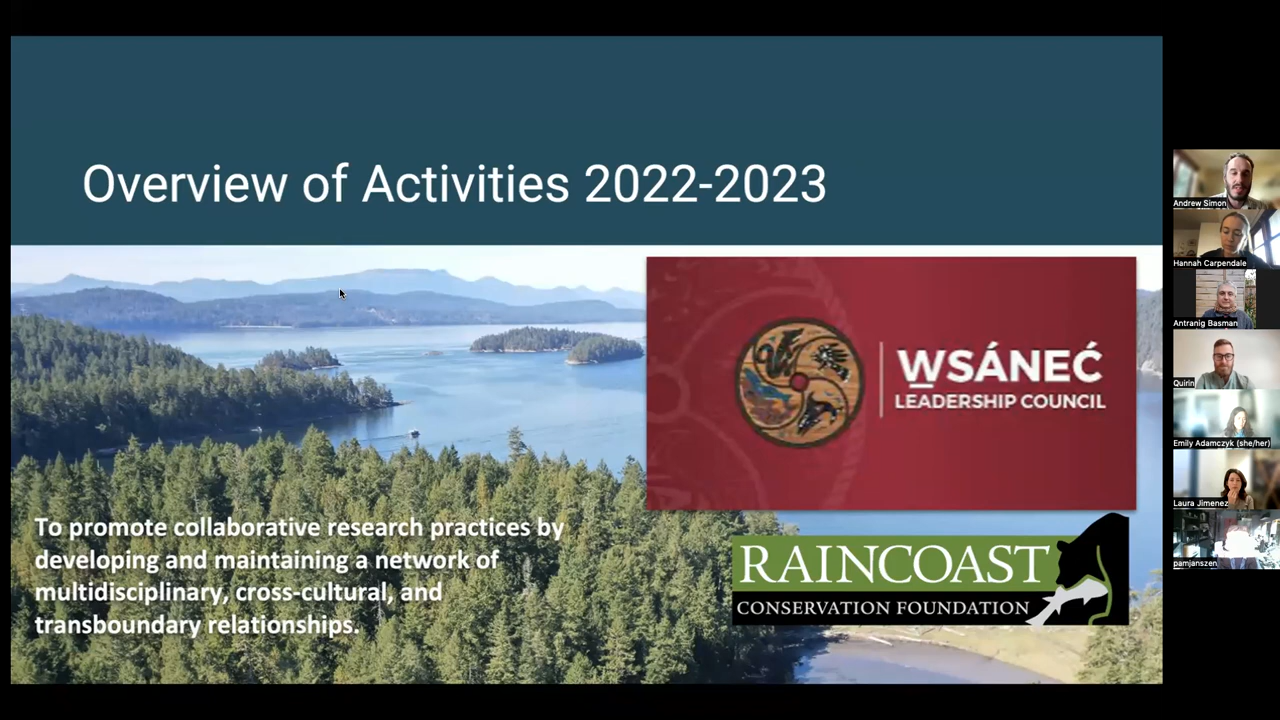 Overview of Activities 2022-2023
W̱SÁNEĆ
LEADERSHIP COUNCIL
To promote collaborative research practices by
developing and maintaining a network of
multidisciplinary, cross-cultural, and
transboundary relationships.
RAINCOAST
CONSERVATION FOUNDATION
Andrew Simon
Hannah Carpendale
Antranig Basman
Quirin
Emily Adamczyk (she/her)
Laura Jimenez
pamjanszen